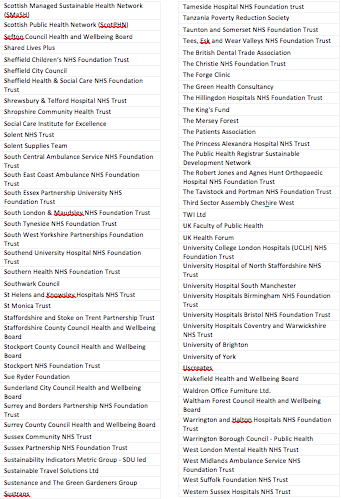 Scottish Managed Sustainable Health Network
(SMaSH)
Scottish Public Health Network (ScotPHN)
Sefton Council Health and Wellbeing Board
Shared Lives Plus
Sheffield Children's NHS Foundation Trust
Sheffield City Council
Sheffield Health & Social Care NHS Foundation
Trust
Shrewsbury & Telford Hospital NHS Trust
Shropshire Community Health Trust
Social Care Institute for Excellence
Solent NHS Trust
Solent Supplies Team
South Central Ambulance Service NHS Foundation
Trust
South East Coast Ambulance NHS Foundation
Trust
South Essex Partnership University NHS
Foundation Trust
South London & Maudsley NHS Foundation Trust
South Tyneside NHS Foundation Trust
South West Yorkshire Partnerships Foundation
Trust
Southend University Hospital NHS Foundation
Trust
Southern Health NHS Foundation Trust
Southwark Council
St Helens and Knowsley Hospitals NHS Trust
St Monica Trust
Staffordshire and Stoke on Trent Partnership Trust
Staffordshire County Council Health and Wellbeing
Board
Stockport County Council Health and Wellbeing
Board
Stockport NHS Foundation Trust
Sue Ryder Foundation
Sunderland City Council Health and Wellbeing
Board
Surrey and Borders Partnership NHS Foundation
Trust
Surrey County Council Health and Wellbeing Board
Sussex Community NHS Trust
Sussex Partnership NHS Foundation Trust
Sustainability Indicators Metric Group - SDU led
Sustainable Travel Solutions Ltd
Sustenance and The Green Gardeners Group
Sustrans
Tameside Hospital NHS Foundation trust
Tanzania Poverty Reduction Society
Taunton and Somerset NHS Foundation Trust
Tees, Esk and Wear Valleys NHS Foundation Trust
The British Dental Trade Association
The Christie NHS Foundation Trust
The Forge Clinic
The Green Health Consultancy
The Hillingdon Hospitals NHS Foundation Trust
The King's Fund
The Mersey Forest
The Patients Association
The Princess Alexandra Hospital NHS Trust
The Public Health Registrar Sustainable
Development Network
The Robert Jones and Agnes Hunt Orthopaedic
Hospital NHS Foundation Trust
The Tavistock and Portman NHS Foundation Trust
Third Sector Assembly Cheshire West
TWI Ltd
UK Faculty of Public Health
UK Health Forum
University College London Hospitals (UCLH) NHS
Foundation Trust
University Hospital of North Staffordshire NHS
Trust
University Hospital South Manchester
University Hospitals Birmingham NHS Foundation
Trust
University Hospitals Bristol NHS Foundation Trust
University Hospitals Coventry and Warwickshire
NHS Trust
University of Brighton
University of York
Uscreates
Wakefield Health and Wellbeing Board
Waldron Office Furniture Ltd.
Waltham Forest Council Health and Wellbeing
Board
Warrington and Halton Hospitals NHS Foundation
Trust
Warrington Borough Council - Public Health
West London Mental Health NHS Trust
West Midlands Ambulance Service NHS
Foundation Trust
West Suffolk NHS Foundation Trust
Western Sussex Hospitals NHS Trust